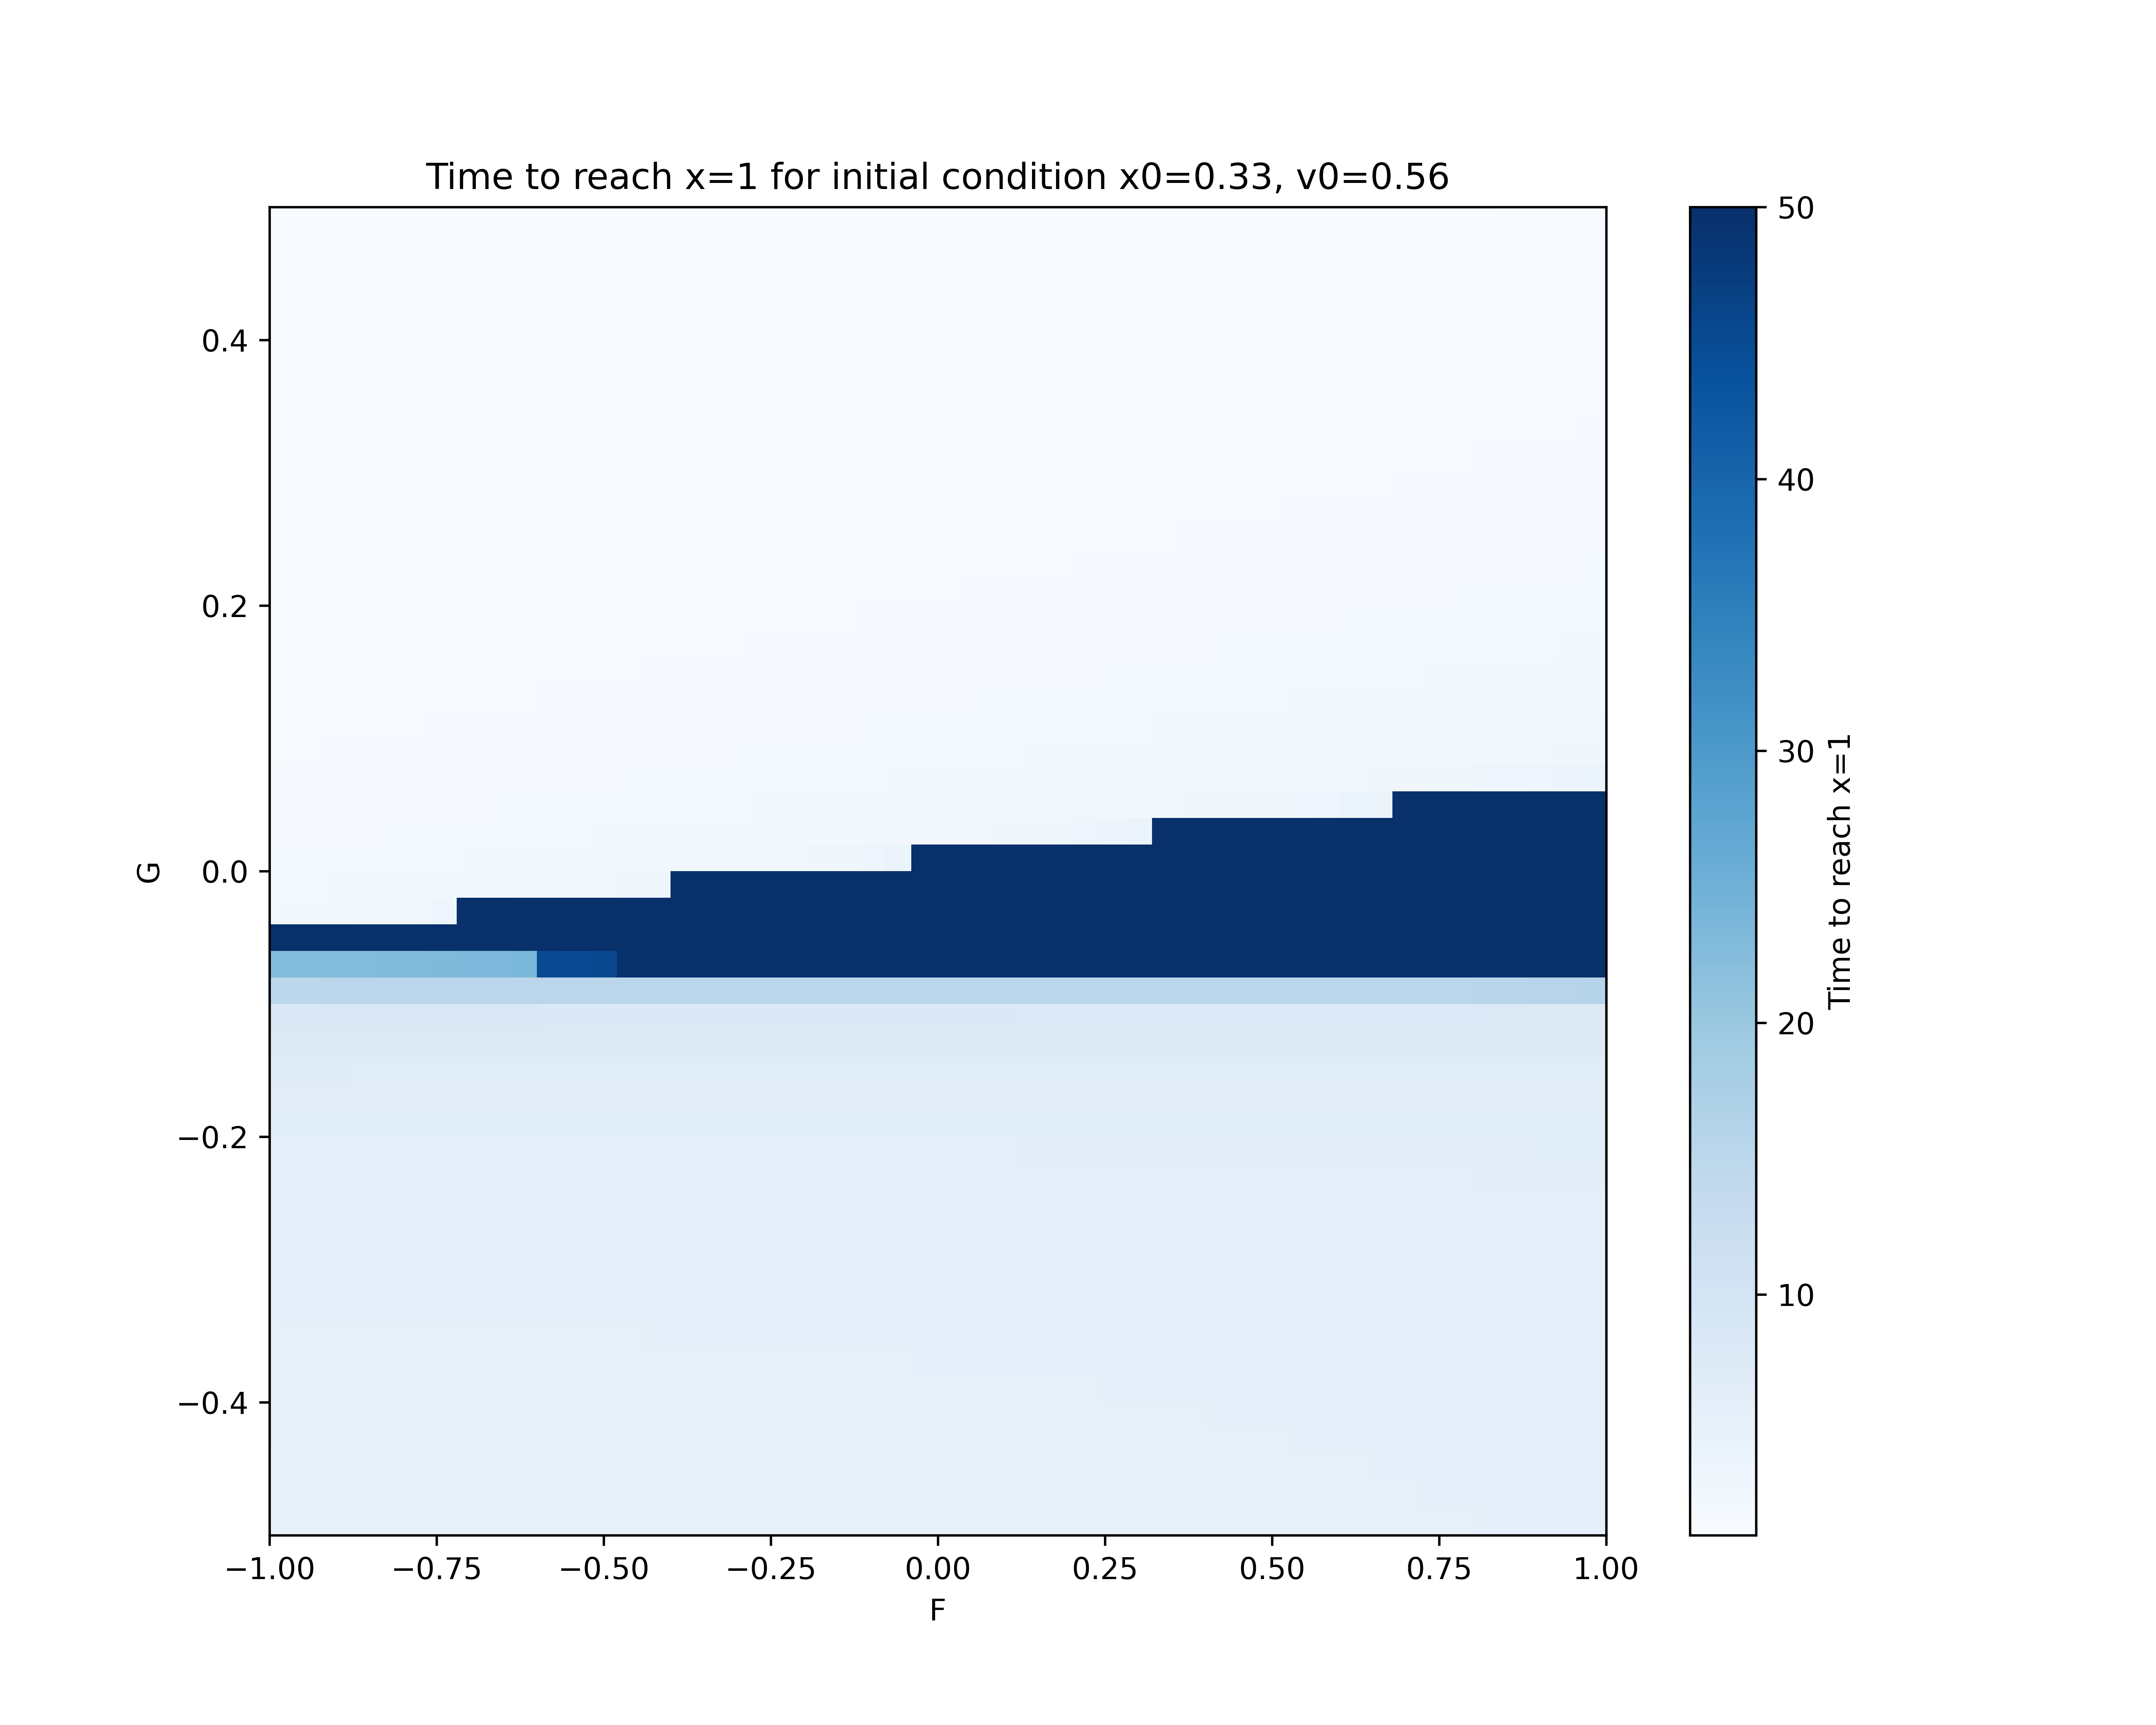 Time to reach x=1 for initial condition x0=0.33, v0=0.56
G
0.4
0.2
0.0
−0.2
−0.4
−1.00 −0.75 −0.50 −0.25 0.00 0.25 0.50 0.75 1.00
F
50
40
30
20
10
Time to reach x=1